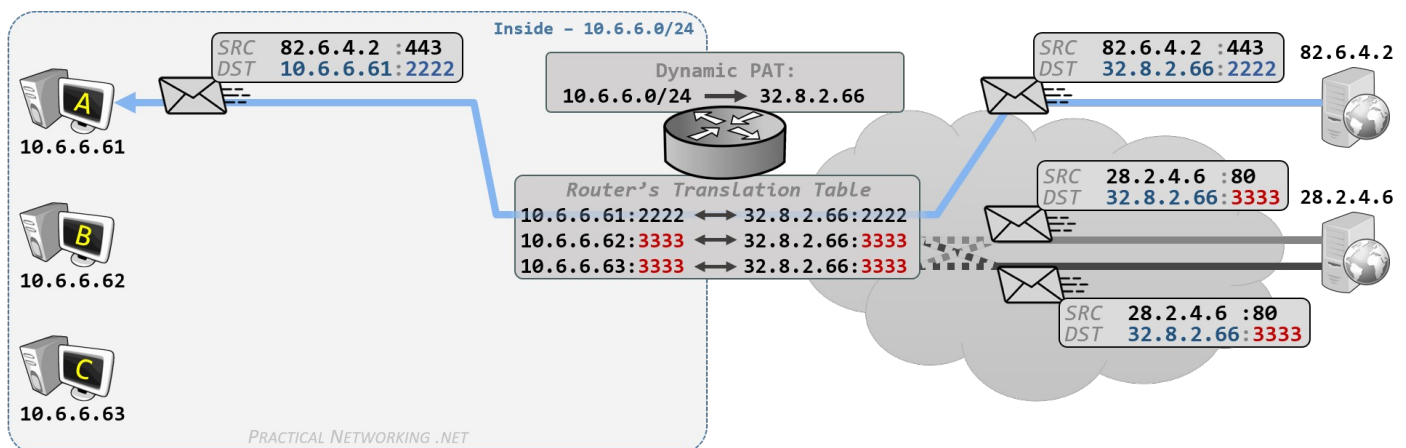 Inside – 10.6.6.0/24
SRC 82.6.4.2 :443
DST 10.6.6.61:2222
A
10.6.6.61
B
10.6.6.62
C
10.6.6.63
Dynamic PAT:
10.6.6.0/24 32.8.2.66
Router's Translation Table
10.6.6.61:2222 32.8.2.66:2222
10.6.6.62:3333 32.8.2.66:3333
10.6.6.63:3333 32.8.2.66:3333
SRC 82.6.4.2 :443
DST 32.8.2.66:2222
82.6.4.2
SRC 28.2.4.6 :80
DST 32.8.2.66:3333
28.2.4.6
SRC 28.2.4.6 :80
DST 32.8.2.66:3333
PRACTICAL NETWORKING .NET